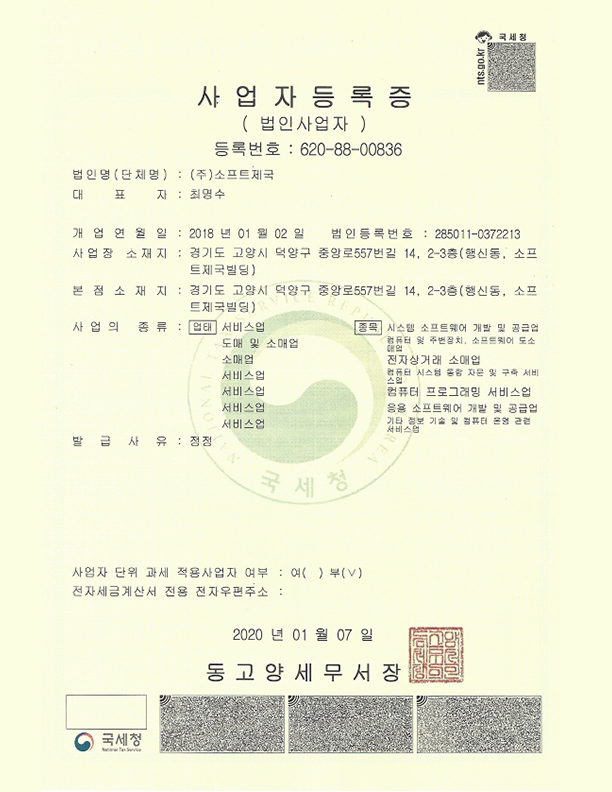 국세청
nts.go.kr
사업자등록증
( 법인사업자 )
등록번호 : 620-88-00836
법인명(단체명) : (주)소프트제국
대 표 자 : 최명수
개 업 연 월 일 : 2018 년 01 월 02 일 법인등록번호 : 285011-0372213
사업장 소재지 : 경기도 고양시 덕양구 중앙로557번길 14, 2-3층(행신동, 소프
트제국빌딩)
본 점 소 재 지 : 경기도 고양시 덕양구 중앙로557번길 14, 2-3층(행신동, 소프
트제국빌딩)
사 업 의 종 류 : 업태 서비스업 종목 시스템 소프트웨어 개발 및 공급업
도매 및 소매업 컴퓨터 및 주변장치, 소프트웨어 도소
매업
소매업 전자상거래 소매업
서비스업 컴퓨터 시스템 통합 자문 및 구축 서비
스업
서비스업 컴퓨터 프로그래밍 서비스업
서비스업 응용 소프트웨어 개발 및 공급업
서비스업 기타 정보 기술 및 컴퓨터 운영 관련
서비스업
발 급 사 유 : 정정
NATIONAL TAX SERVICE REPUBLIC OF KOREA
국세청
사업자 단위 과세 적용사업자 여부 : 여( ) 부(∨)
전자세금계산서 전용 전자우편주소 :
2020 년 01 월 07 일
동고양세무서장
국세청
National Tax Service